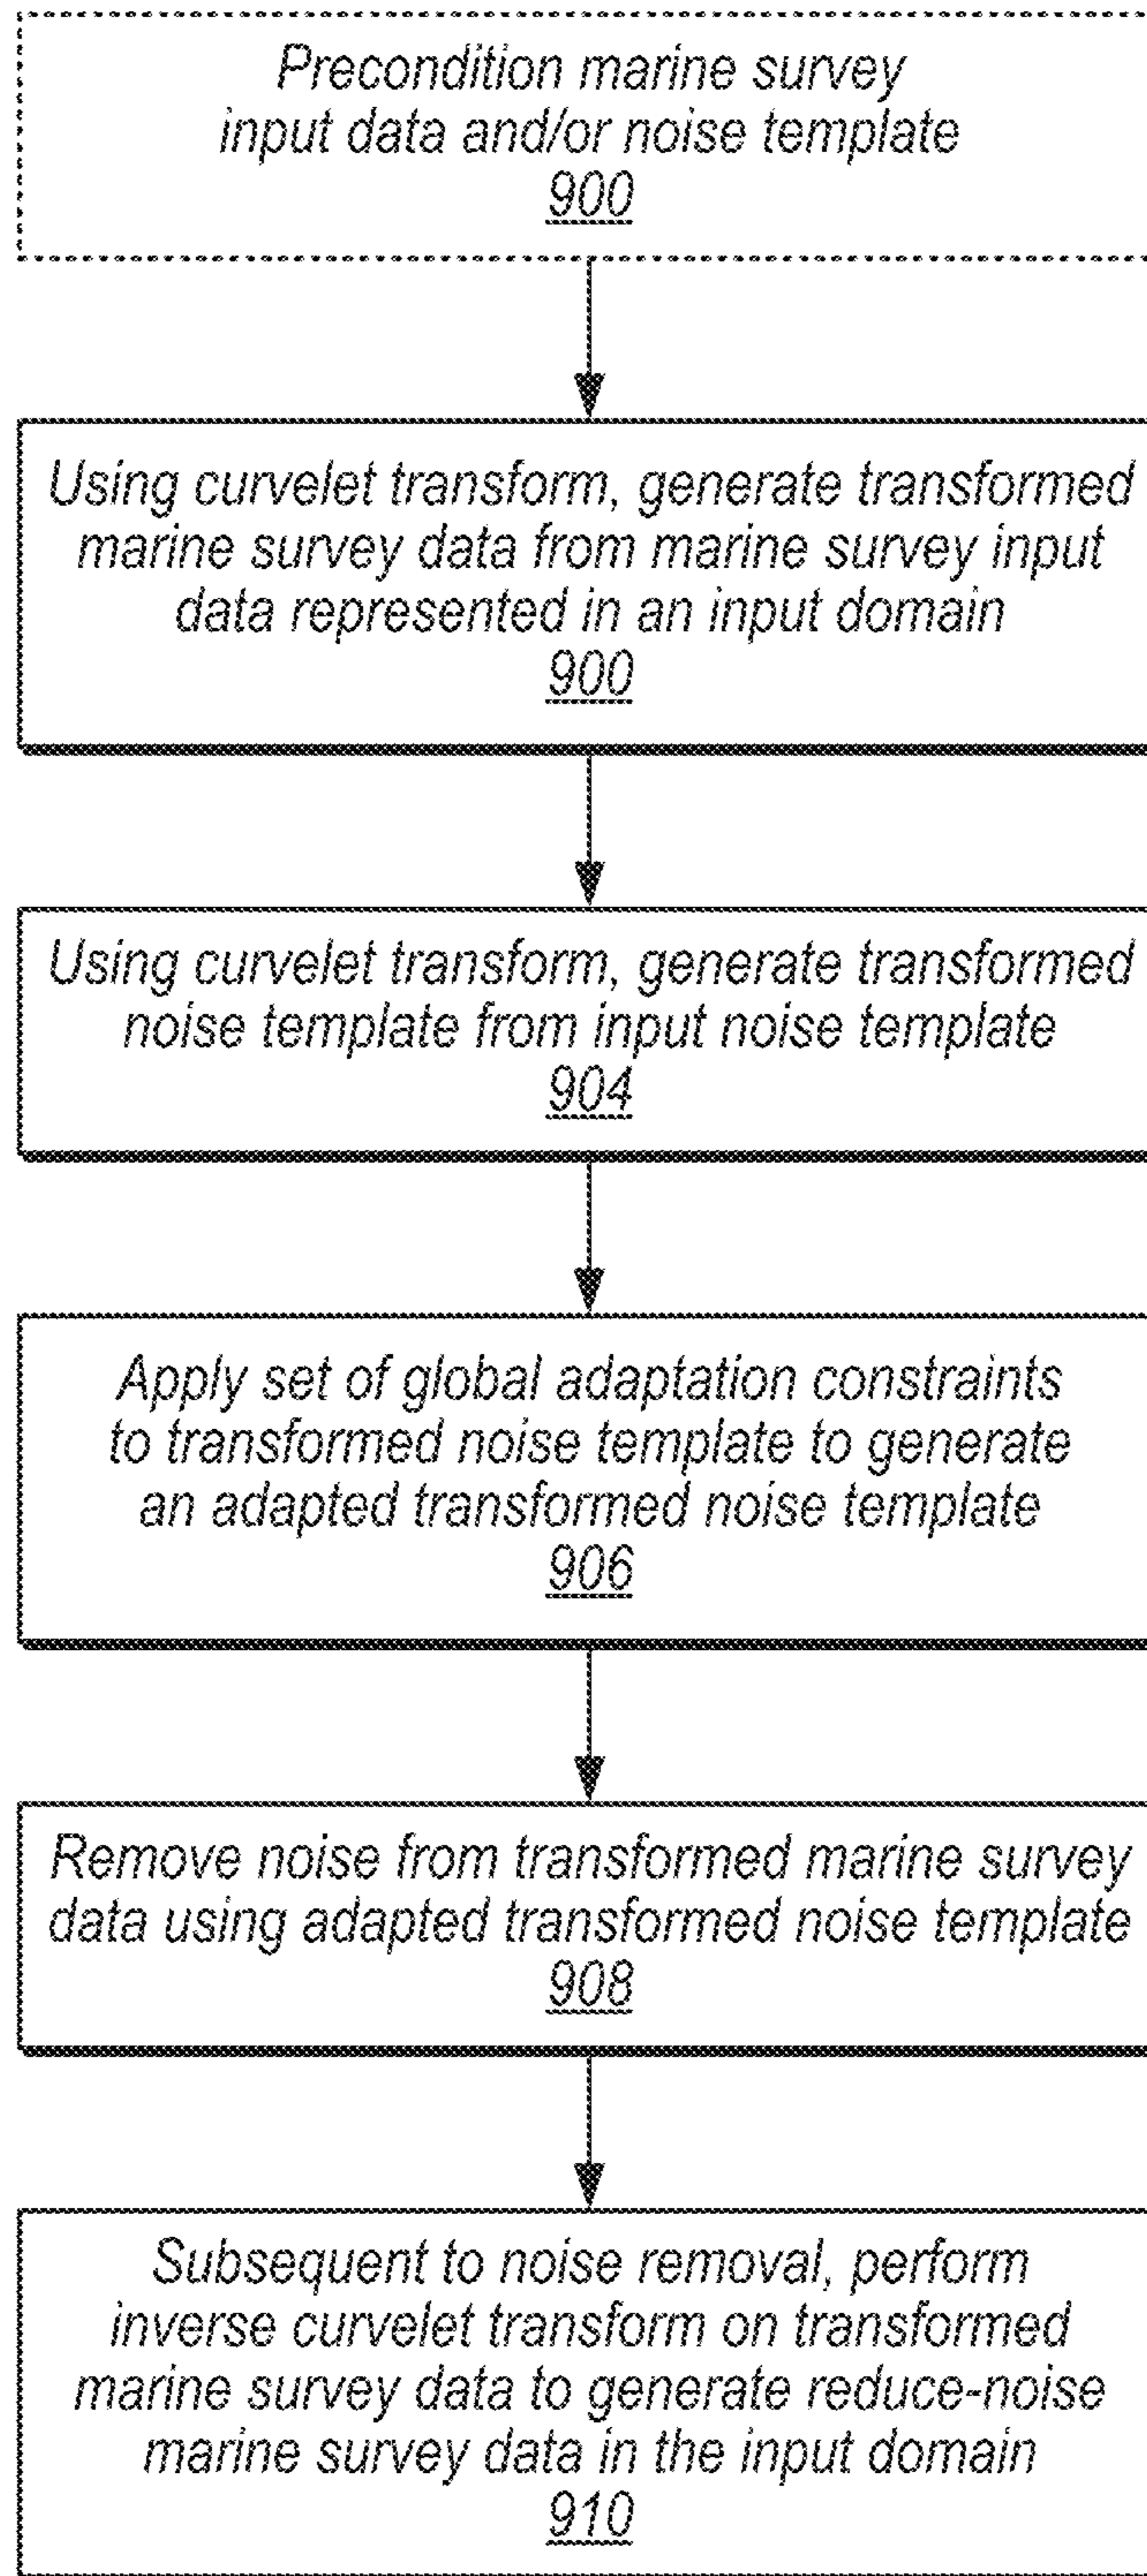 Precondition marine survey
input data and/or noise template
900
Using curvelet transform, generate transformed
marine survey data from marine survey input
data represented in an input domain
900
Using curvelet transform, generate transformed
noise template from input noise template
904
Apply set of global adaptation constraints
to transformed noise template to generate
an adapted transformed noise template
906
Remove noise from transformed marine survey
data using adapted transformed noise template
908
Subsequent to noise removal, perform
inverse curvelet transform on transformed
marine survey data to generate reduce-noise
marine survey data in the input domain
910